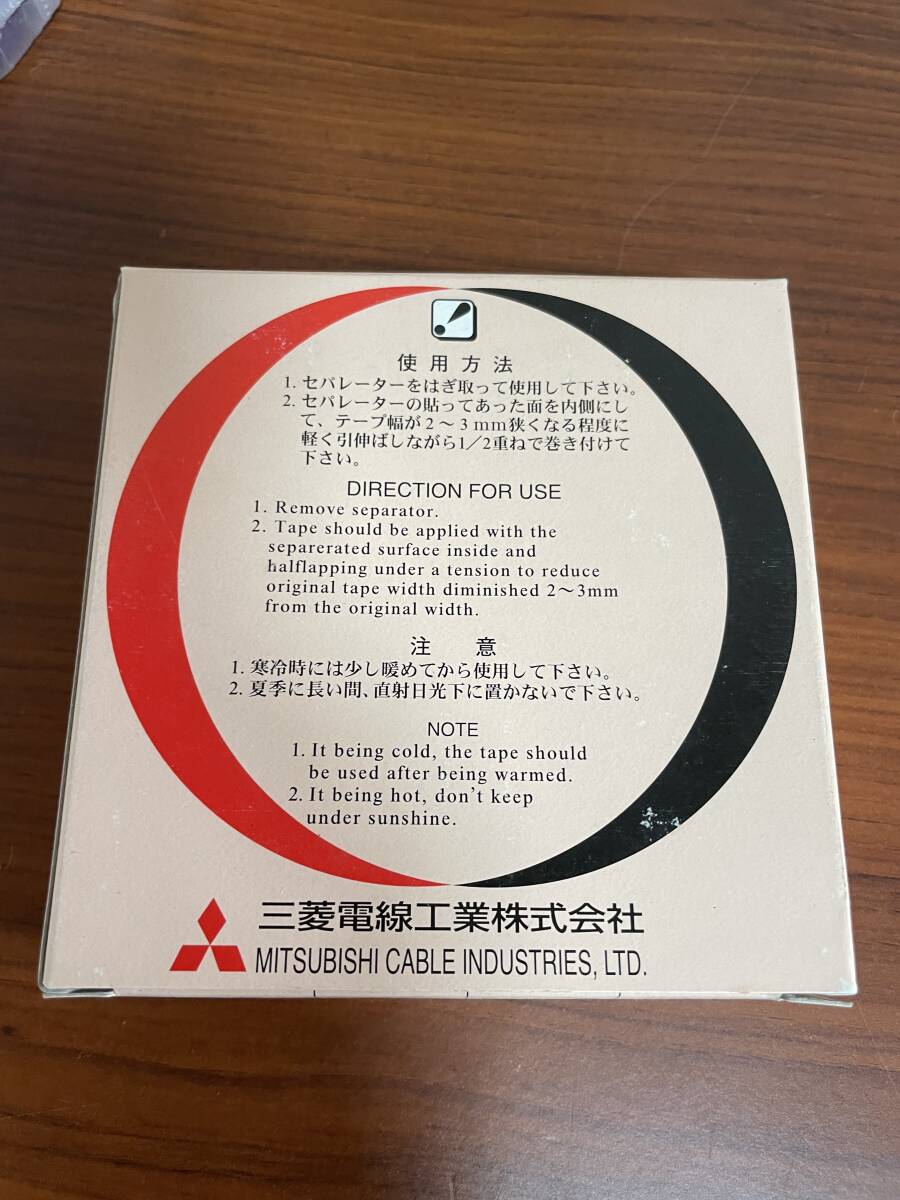 使用方法
1. セパレーターをはぎ取って使用して下さい。
2. セパレーターの貼ってあった面を内側にし
て、テープ幅が2〜3mm狭くなる程度に
軽く引伸ばしながら1／2重ねで巻き付けて
下さい。
DIRECTION FOR USE
1. Remove separator.
2. Tape should be applied with the
separerated surface inside and
halflapping under a tension to reduce
original tape width diminished 2〜3mm
from the original width.
注意
1. 寒冷時には少し暖めてから使用して下さい。
2. 夏季に長い間、直射日光下に置かないで下さい。
NOTE
1. It being cold, the tape should
be used after being warmed.
2. It being hot, don't keep
under sunshine.
三菱電線工業株式会社
MITSUBISHI CABLE INDUSTRIES, LTD.